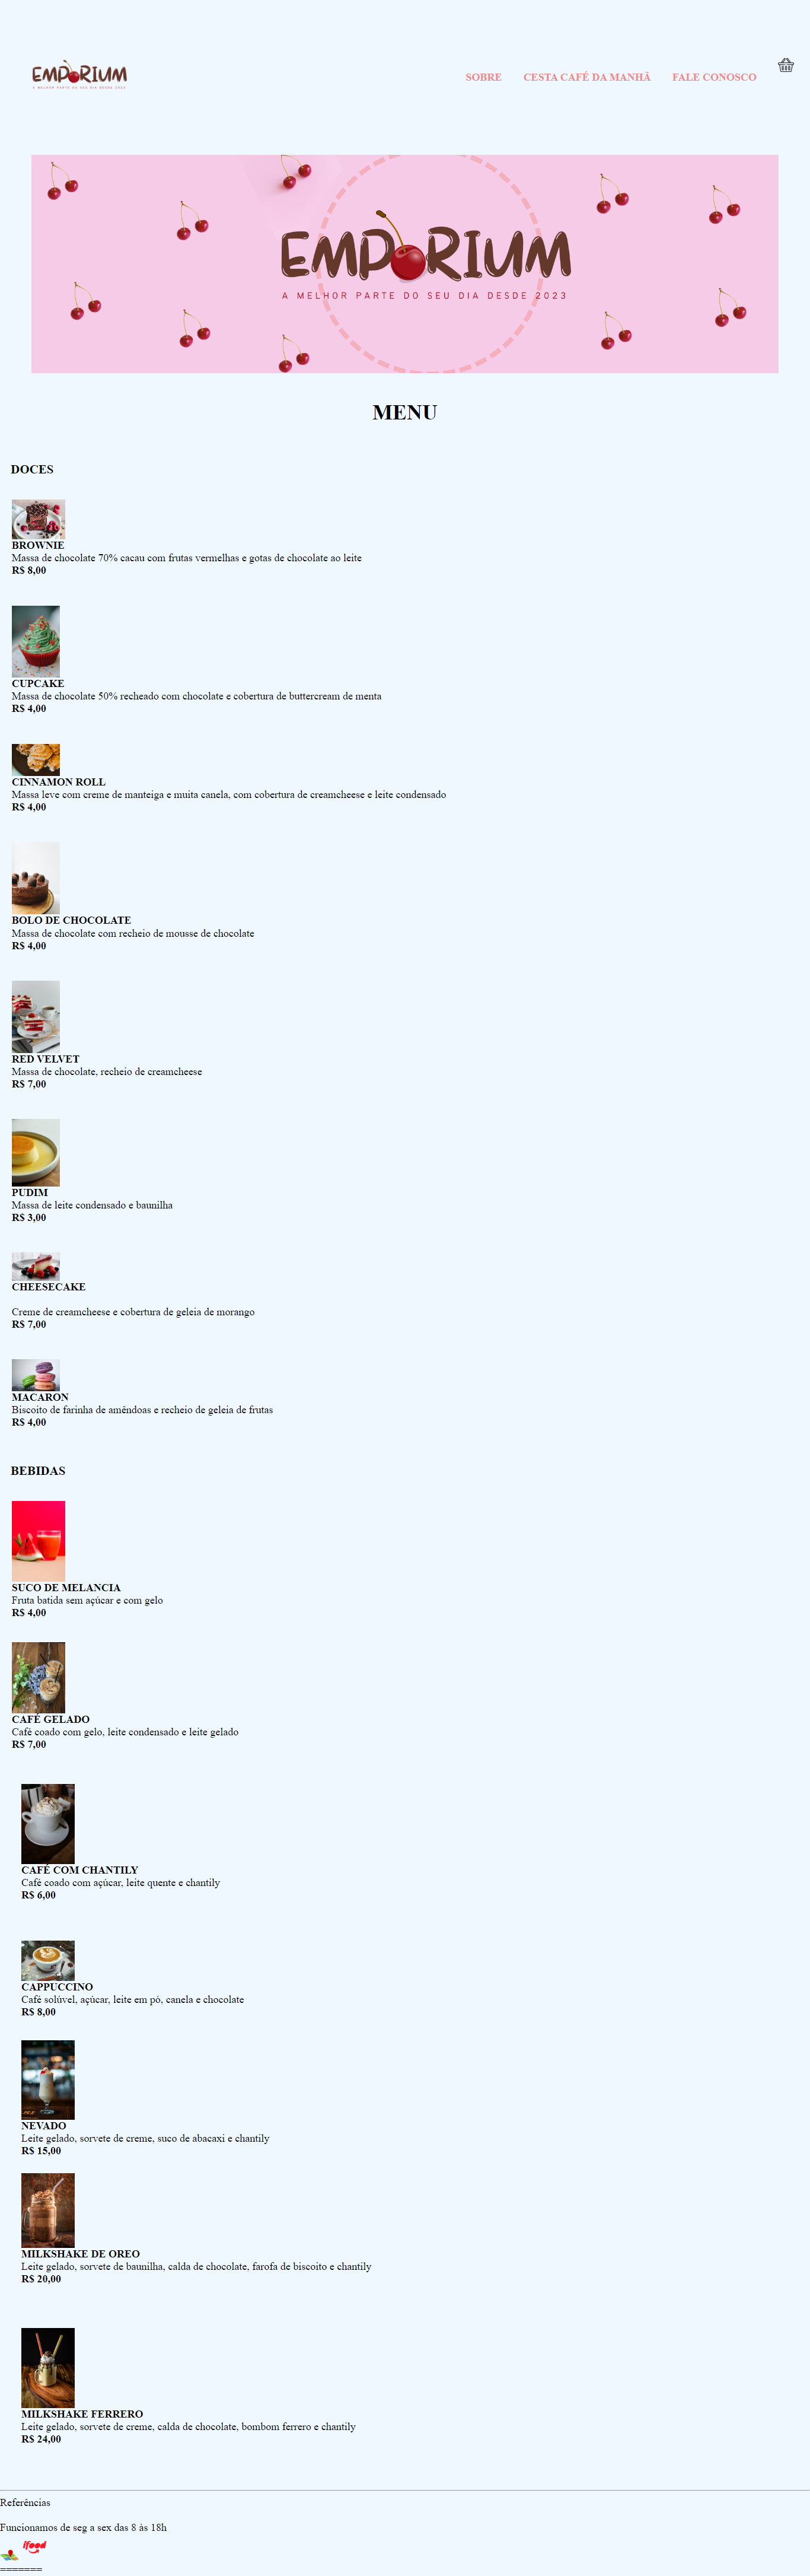 EMPORIUM
A MELHOR PARTE DO SEU DIA DESDE 2023
SOBRE CESTA CAFÉ DA MANHÃ FALE CONOSCO
EMPORIUM
A MELHOR PARTE DO SEU DIA DESDE 2023
MENU
DOCES
BROWNIE
Massa de chocolate 70% cacau com frutas vermelhas e gotas de chocolate ao leite
R$ 8,00
CUPCAKE
Massa de chocolate 50% recheado com chocolate e cobertura de buttercream de menta
R$ 4,00
CINNAMON ROLL
Massa leve com creme de manteiga e muita canela, com cobertura de creamcheese e leite condensado
R$ 4,00
BOLO DE CHOCOLATE
Massa de chocolate com recheio de mousse de chocolate
R$ 4,00
RED VELVET
Massa de chocolate, recheio de creamcheese
R$ 7,00
PUDIM
Massa de leite condensado e baunilha
R$ 3,00
CHEESECAKE
Creme de creamcheese e cobertura de geleia de morango
R$ 7,00
MACARON
Biscoito de farinha de amêndoas e recheio de geleia de frutas
R$ 4,00
BEBIDAS
SUCO DE MELANCIA
Fruta batida sem açúcar e com gelo
R$ 4,00
CAFÉ GELADO
Café coado com gelo, leite condensado e leite gelado
R$ 7,00
CAFÉ COM CHANTILY
Café coado com açúcar, leite quente e chantily
R$ 6,00
CAPPUCCINO
Café solúvel, açúcar, leite em pó, canela e chocolate
R$ 8,00
NEVADO
Leite gelado, sorvete de creme, suco de abacaxi e chantily
R$ 15,00
MILKSHAKE DE OREO
Leite gelado, sorvete de baunilha, calda de chocolate, farofa de biscoito e chantily
R$ 20,00
MILKSHAKE FERRERO
Leite gelado, sorvete de creme, calda de chocolate, bombom ferrero e chantily
R$ 24,00
Referências
Funcionamos de seg a sex das 8 às 18h
ifood
=======